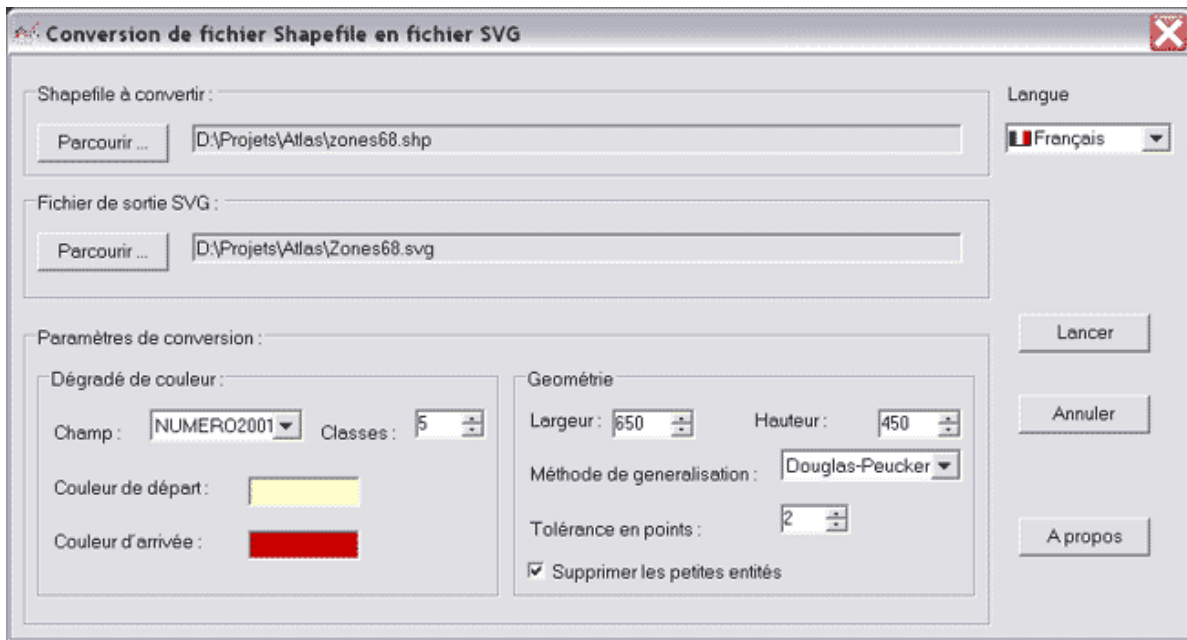 Conversion de fichier Shapefile en fichier SVG
Shapefile à convertir :
Parcourir ...
D:\Projets\Atlas\zones68.shp
Langue
Français
Fichier de sortie SVG :
Parcourir ...
D:\Projets\Atlas\Zones68.svg
Paramètres de conversion :
Dégradé de couleur :
Champ :
NUMERO2001
Classes :
5
Couleur de départ :
Couleur d'arrivée :
Geométrie
Largeur :
650
Hauteur :
450
Méthode de generalisation :
Douglas-Peucker
Tolérance en points :
2
Supprimer les petites entités
Lancer
Annuler
A propos